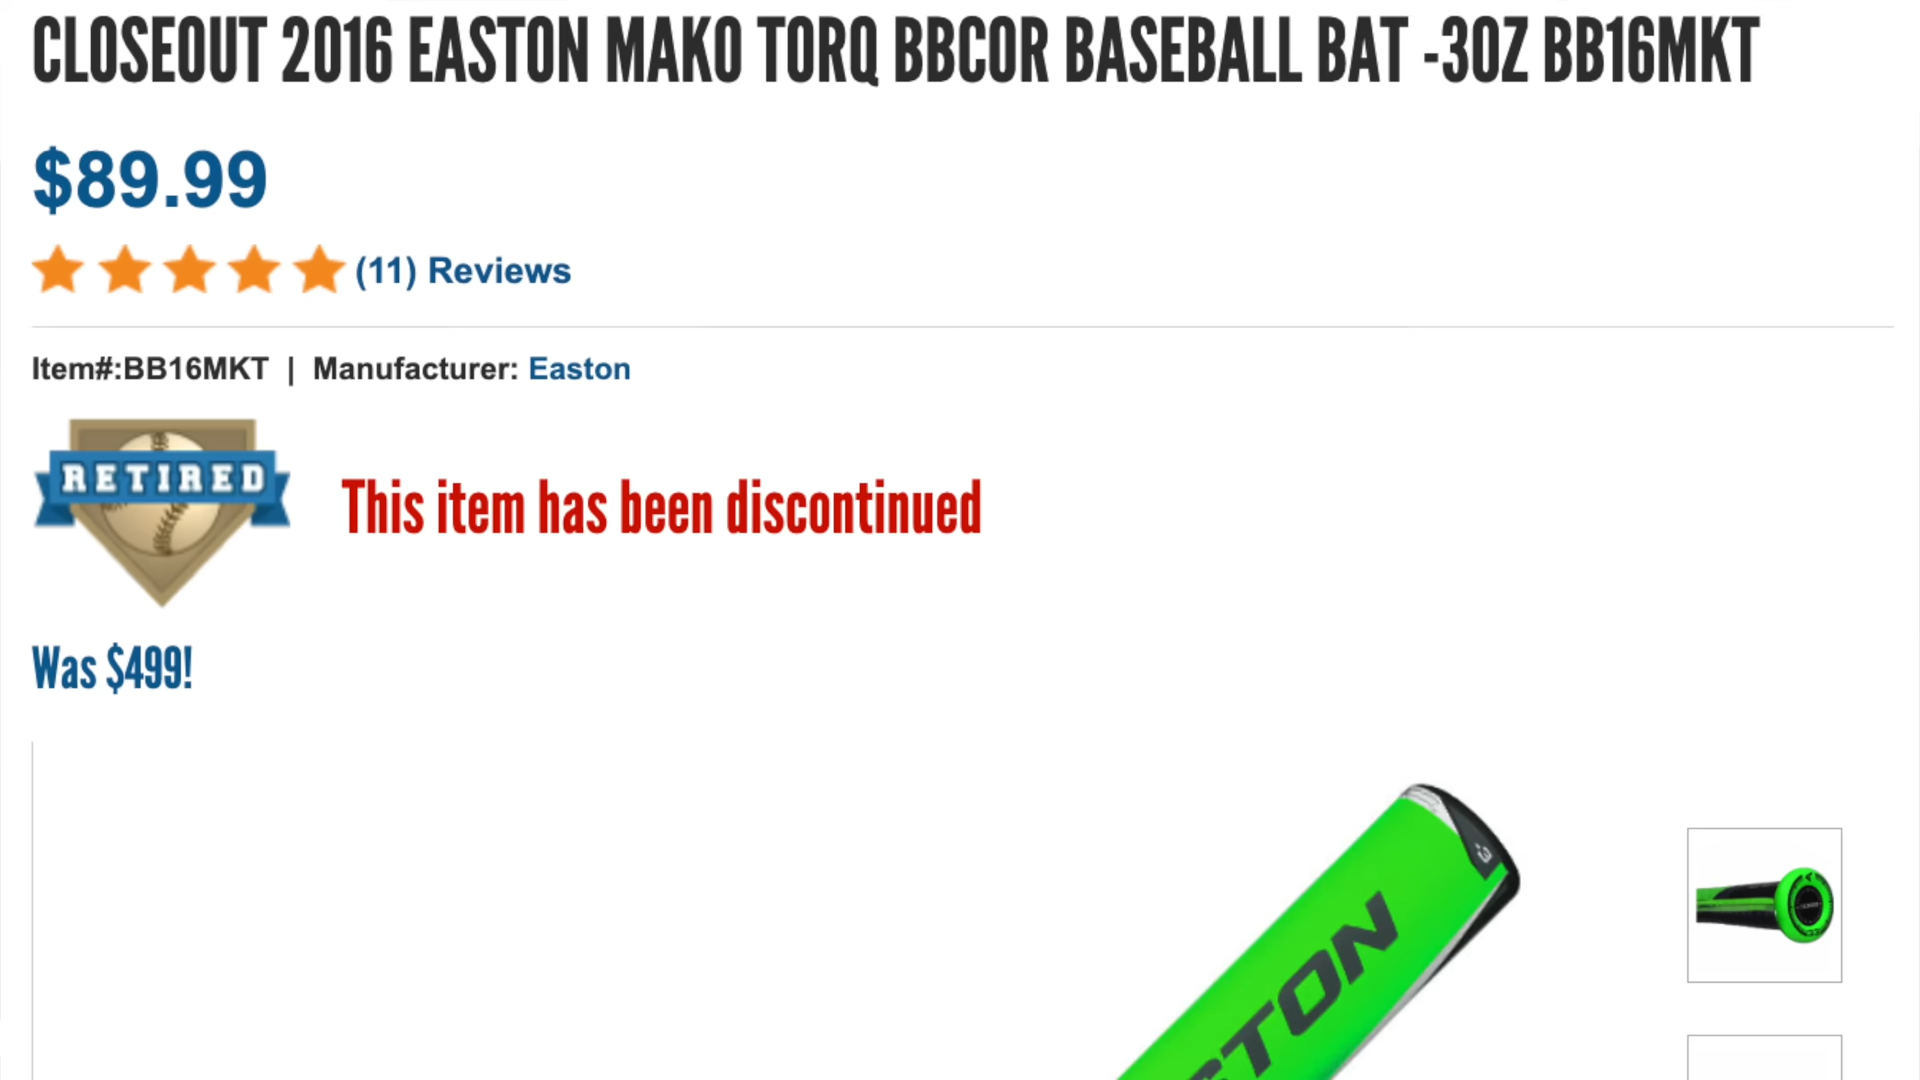 CLOSEOUT 2016 EASTON MAKO TORQ BBCOR BASEBALL BAT -3OZ BB16MKT
$89.99
(11) Reviews
Item#:BB16MKT | Manufacturer: Easton
RETIRED
This item has been discontinued
Was $499!
STON